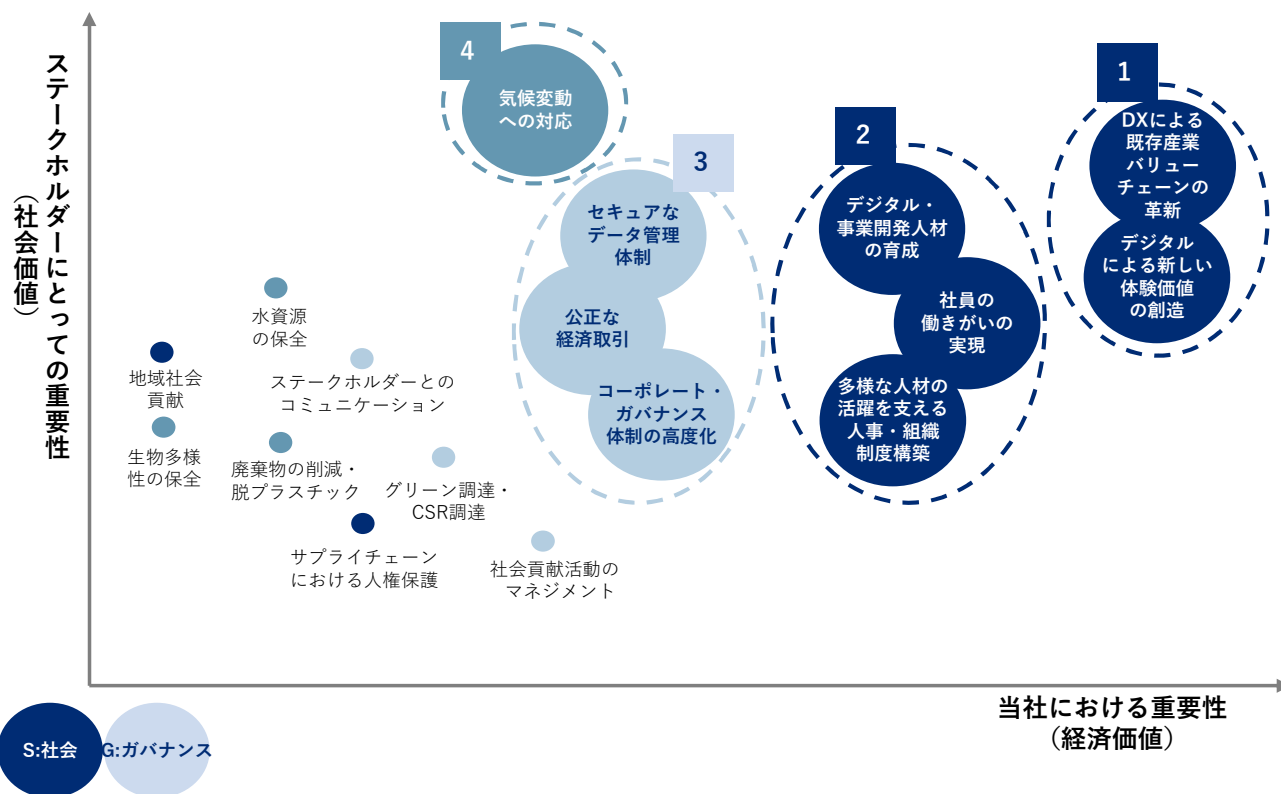 ステークホルダーにとっての重要性
（社会価値）
4
気候変動
への対応
3
セキュアな
データ管理
体制
公正な
経済取引
コーポレート・
ガバナンス
体制の高度化
2
デジタル・
事業開発人材
の育成
社員の
働きがいの
実現
多様な人材の
活躍を支える
人事・組織
制度構築
1
DXによる
既存産業
バリュー
チェーンの
革新
デジタル
による新しい
体験価値
の創造
水資源
の保全
地域社会
貢献
ステークホルダーとの
コミュニケーション
生物多様
性の保全
廃棄物の削減・
脱プラスチック
グリーン調達・
CSR調達
サプライチェーン
における人権保護
社会貢献活動の
マネジメント
当社における重要性
（経済価値）
S:社会
G:ガバナンス